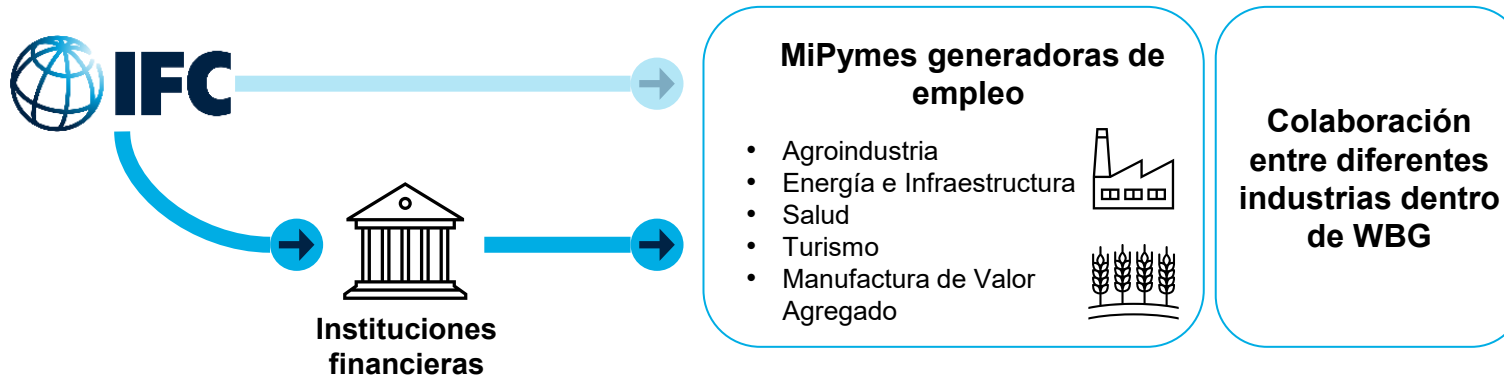 IFC
Instituciones
financieras
MiPymes generadoras de
empleo
• Agroindustria
• Energía e Infraestructura
• Salud
• Turismo
• Manufactura de Valor
Agregado
Colaboración
entre diferentes
industrias dentro
de WBG